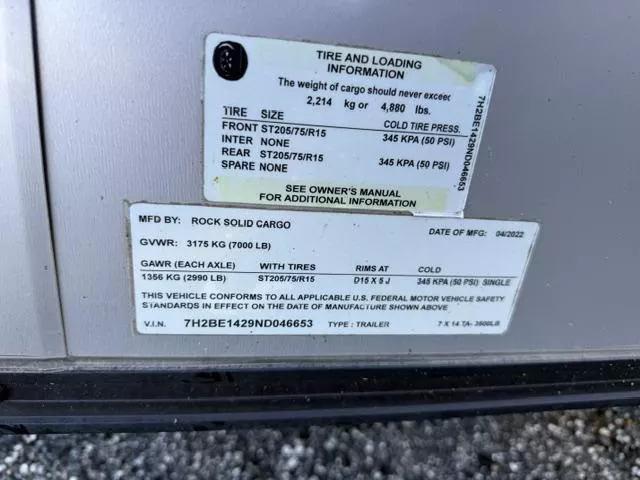 TIRE AND LOADING
INFORMATION
The weight of cargo should never exceed
2,214 kg or 4,880 lbs.
TIRE SIZE COLD TIRE PRESS.
FRONT ST205/75/R15 345 KPA (50 PSI)
INTER NONE
REAR ST205/75/R15 345 KPA (50 PSI)
SPARE NONE
SEE OWNER'S MANUAL
FOR ADDITIONAL INFORMATION
7H2BE1429ND046653
MFD BY: ROCK SOLID CARGO DATE OF MFG: 04/2022
GVWR: 3175 KG (7000 LB)
GAWR (EACH AXLE) WITH TIRES RIMS AT COLD
1356 KG (2990 LB) ST205/75/R15 D15 X 5 J 345 KPA (50 PSI) SINGLE
THIS VEHICLE CONFORMS TO ALL APPLICABLE U.S. FEDERAL MOTOR VEHICLE SAFETY
STANDARDS IN EFFECT ON THE DATE OF MANUFACTURE SHOWN ABOVE.
V.I.N. 7H2BE1429ND046653 TYPE: TRAILER 7 X 14 TA- 3500LB